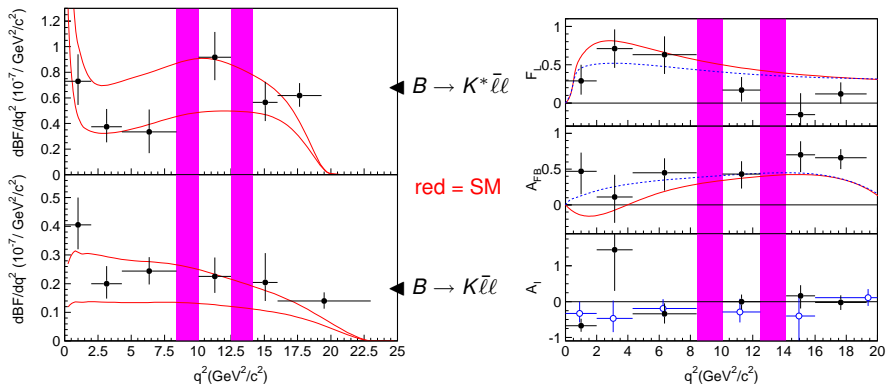 dBF/dq² (10⁻⁷/ GeV²/c²)
1.2
1
0.8
0.6
0.4
0.2
0
dBF/dq² (10⁻⁷/ GeV²/c²)
0.5
0.4
0.3
0.2
0.1
0
0 2.5 5 7.5 10 12.5 15 17.5 20 22.5 25
q²(GeV²/c²)
B → K* ℓ̄ℓ
red = SM
B → Kℓ̄ℓ
F_L
1
0.5
0
A_FB
1
0.5
0
A_I
1
0
-1
0 2 4 6 8 10 12 14 16 18 20
q²(GeV²/c²)